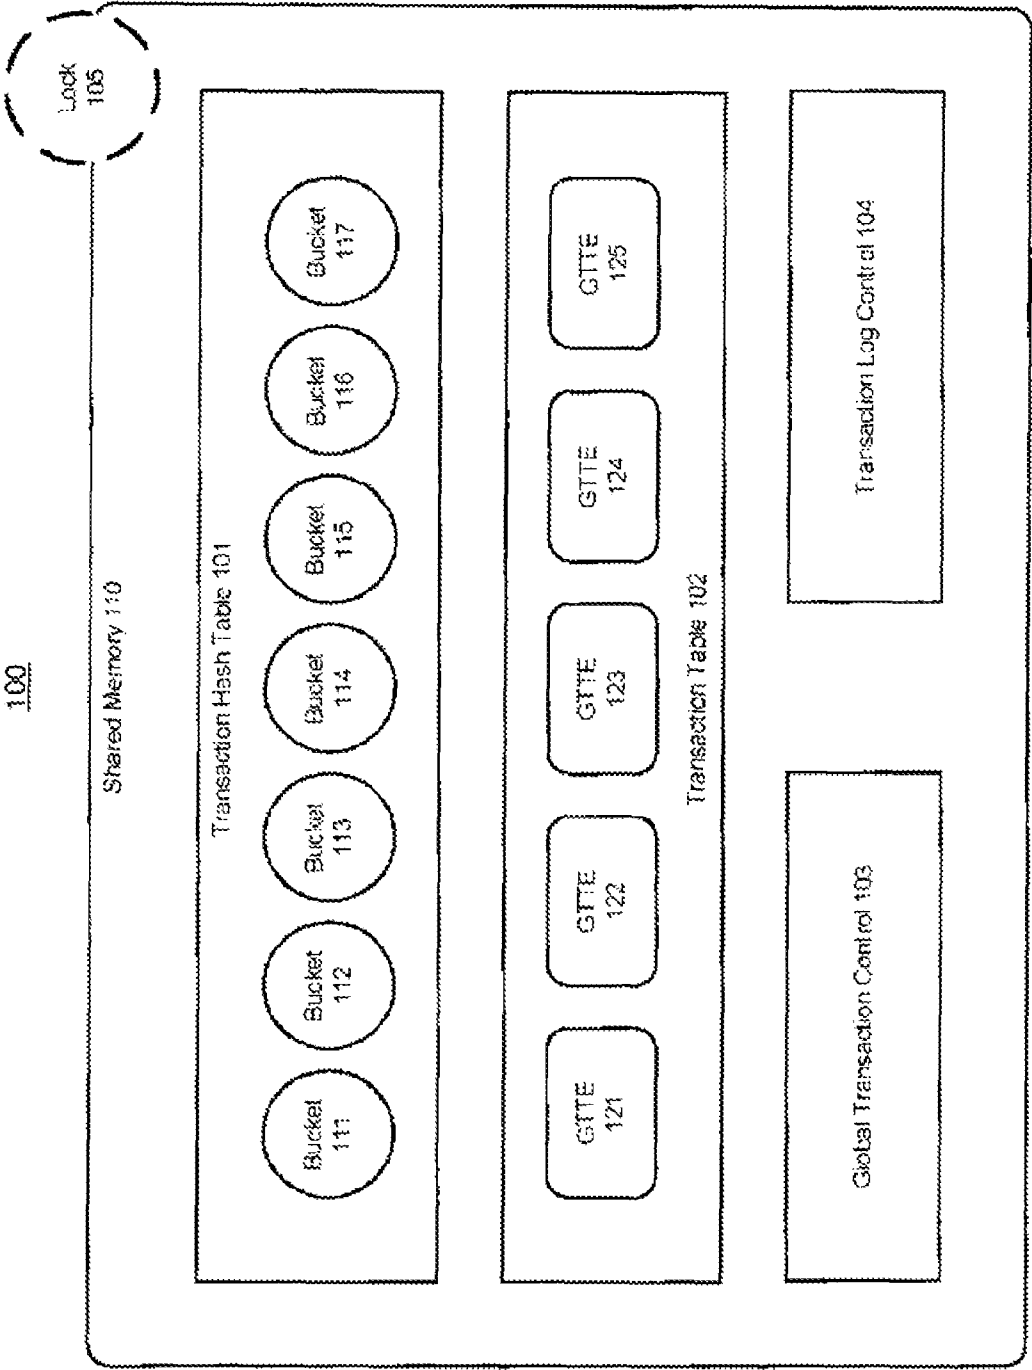 100
Lock
105
Shared Memory 110
Transaction Hash Table 101
Bucket
111
Bucket
112
Bucket
113
Bucket
114
Bucket
115
Bucket
116
Bucket
117
GTTE
121
GTTE
122
GTTE
123
GTTE
124
GTTE
125
Transaction Table 102
Global Transaction Control 103
Transaction Log Control 104